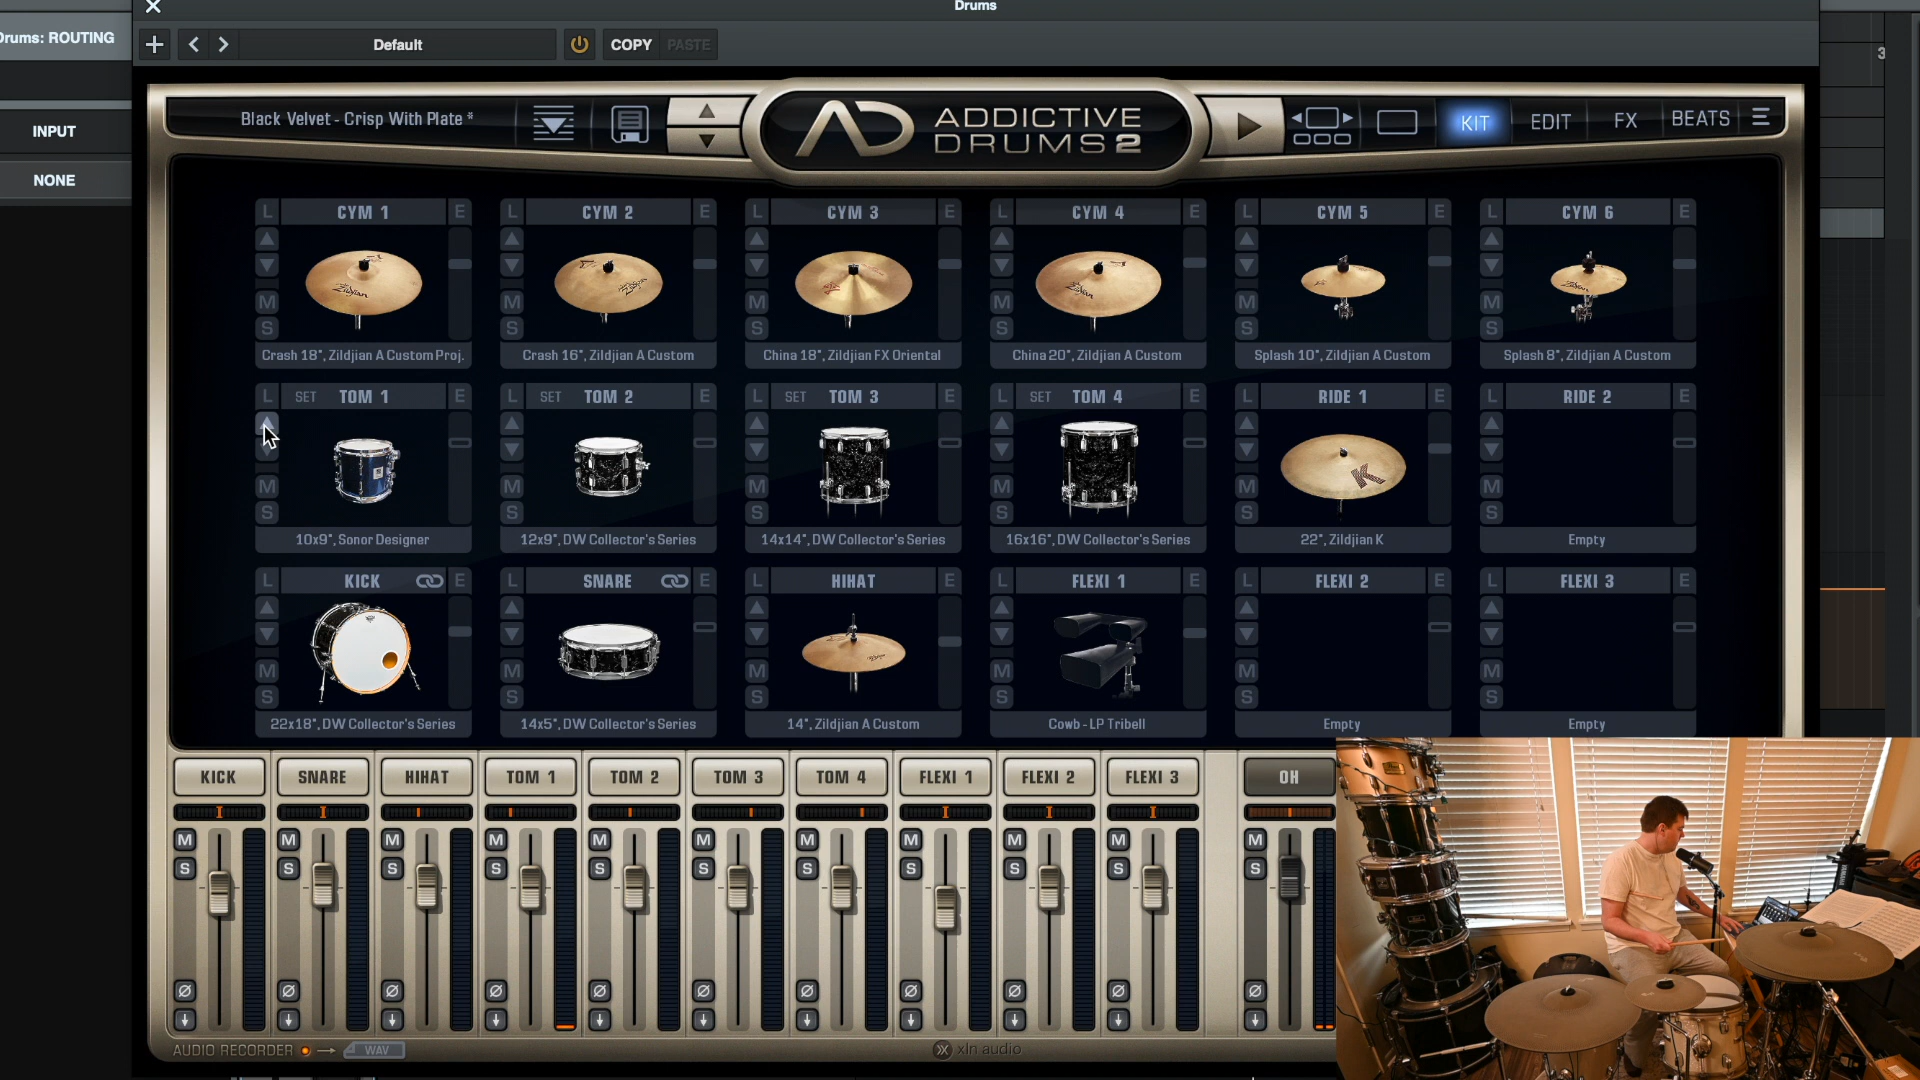 Drums
Drums: ROUTING
Default
COPY
PASTE
3
INPUT
NONE
Black Velvet - Crisp With Plate *
ADDICTIVE
DRUMS 2
KIT
EDIT
FX
BEATS
L CYM 1 E
L CYM 2 E
L CYM 3 E
L CYM 4 E
L CYM 5 E
L CYM 6 E
M M M M M M
S S S S S S
Crash 18", Zildjian A Custom Proj.
Crash 16", Zildjian A Custom
China 18", Zildjian FX Oriental
China 20", Zildjian A Custom
Splash 10", Zildjian A Custom
Splash 8", Zildjian A Custom
L SET TOM 1 E
L SET TOM 2 E
L SET TOM 3 E
L SET TOM 4 E
L RIDE 1 E
L RIDE 2 E
K
M M M M M M
S S S S S S
10x9", Sonor Designer
12x9", DW Collector's Series
14x14", DW Collector's Series
16x16", DW Collector's Series
22", Zildjian K
Empty
L KICK E
L SNARE E
L HIHAT E
L FLEXI 1 E
L FLEXI 2 E
L FLEXI 3 E
M M M M M M
S S S S S S
22x18", DW Collector's Series
14x5", DW Collector's Series
14", Zildjian A Custom
Cowb - LP Tribell
Empty
Empty
KICK
SNARE
HIHAT
TOM 1
TOM 2
TOM 3
TOM 4
FLEXI 1
FLEXI 2
FLEXI 3
OH
M M M M M M M M M M M
S S S S S S S S S S S
AUDIO RECORDER
WAV
xln audio